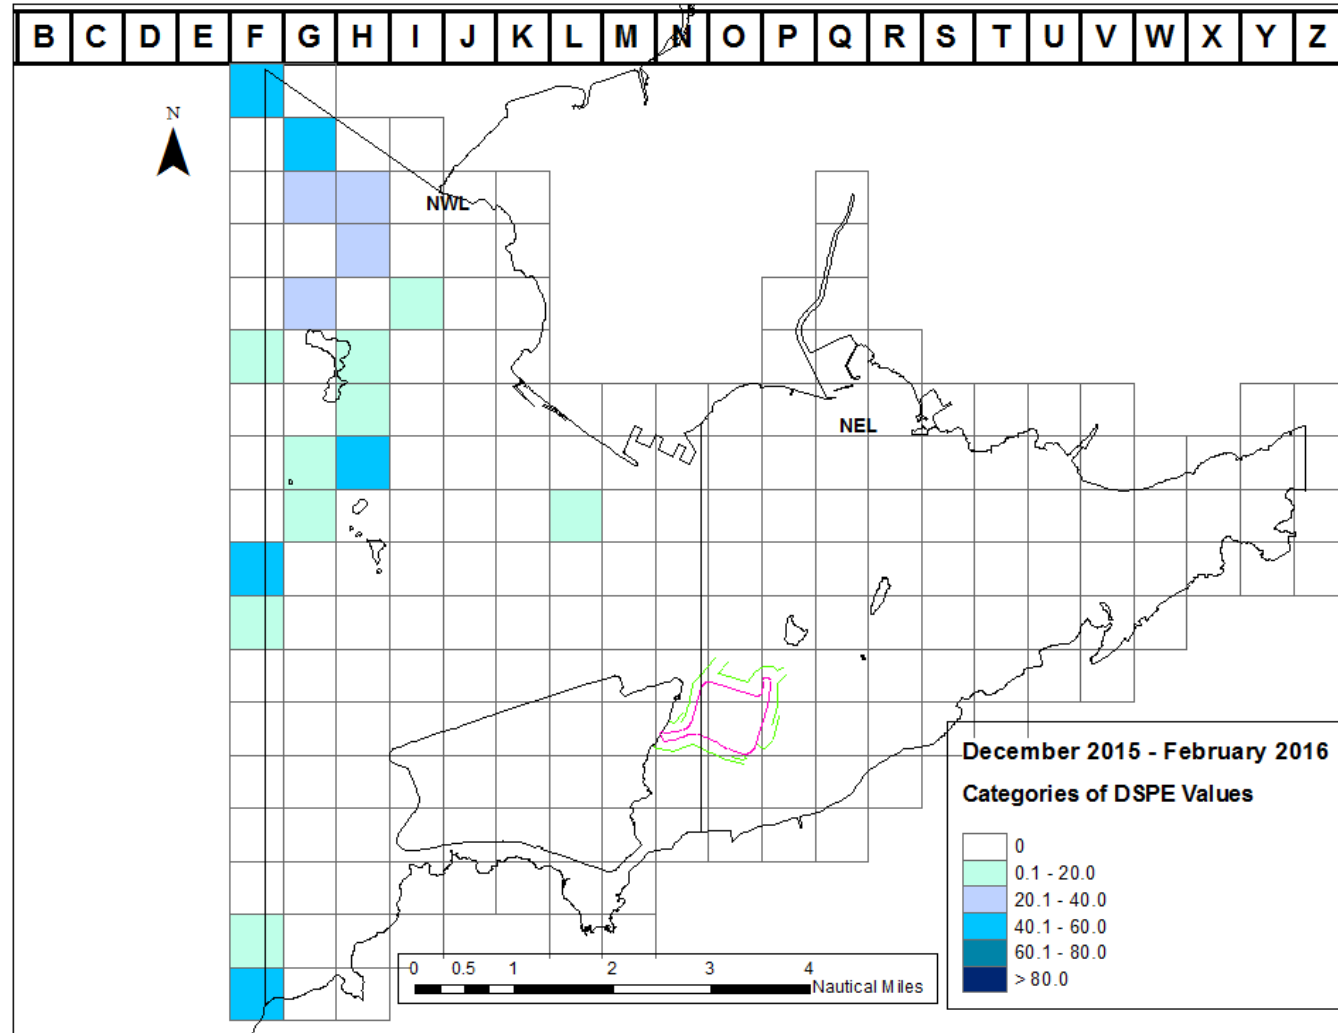 B C D E F G H I J K L M N O P Q R S T U V W X Y Z
N
NWL
NEL
December 2015 - February 2016
Categories of DSPE Values
0
0.1 - 20.0
20.1 - 40.0
40.1 - 60.0
60.1 - 80.0
> 80.0
0 0.5 1 2 3 4
Nautical Miles